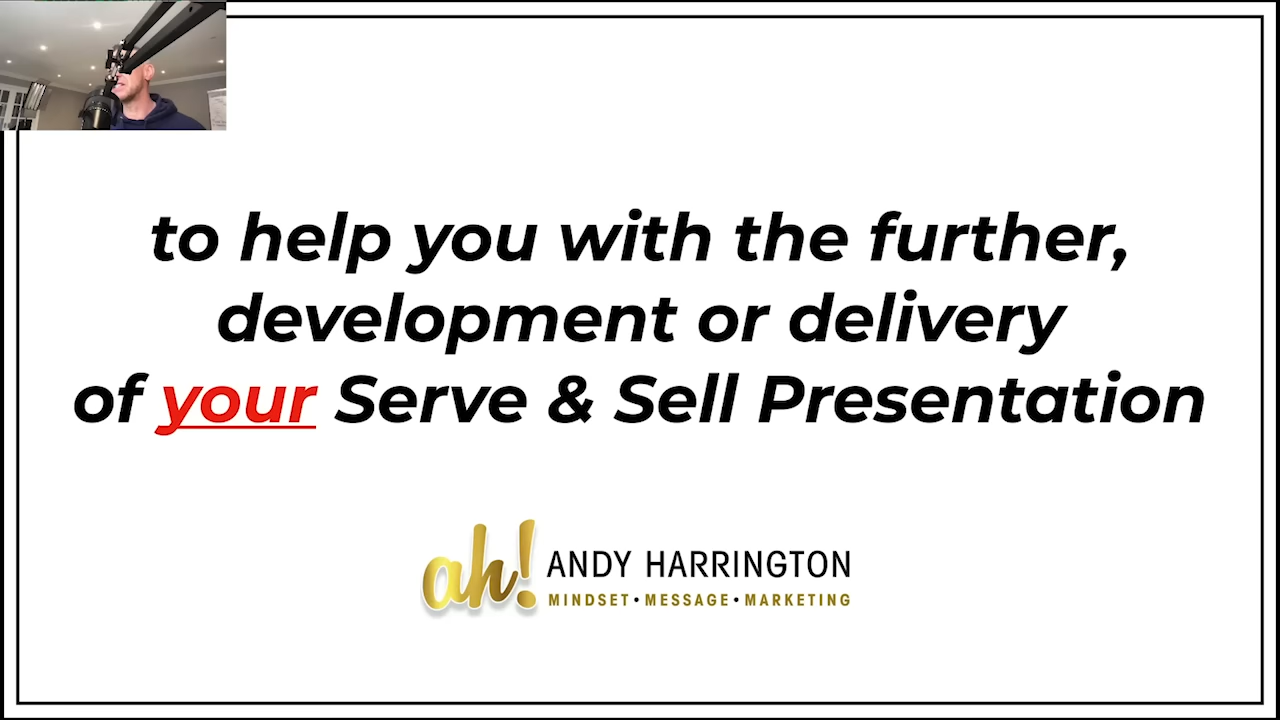 to help you with the further,
development or delivery
of your Serve & Sell Presentation
ah! ANDY HARRINGTON
MINDSET • MESSAGE • MARKETING